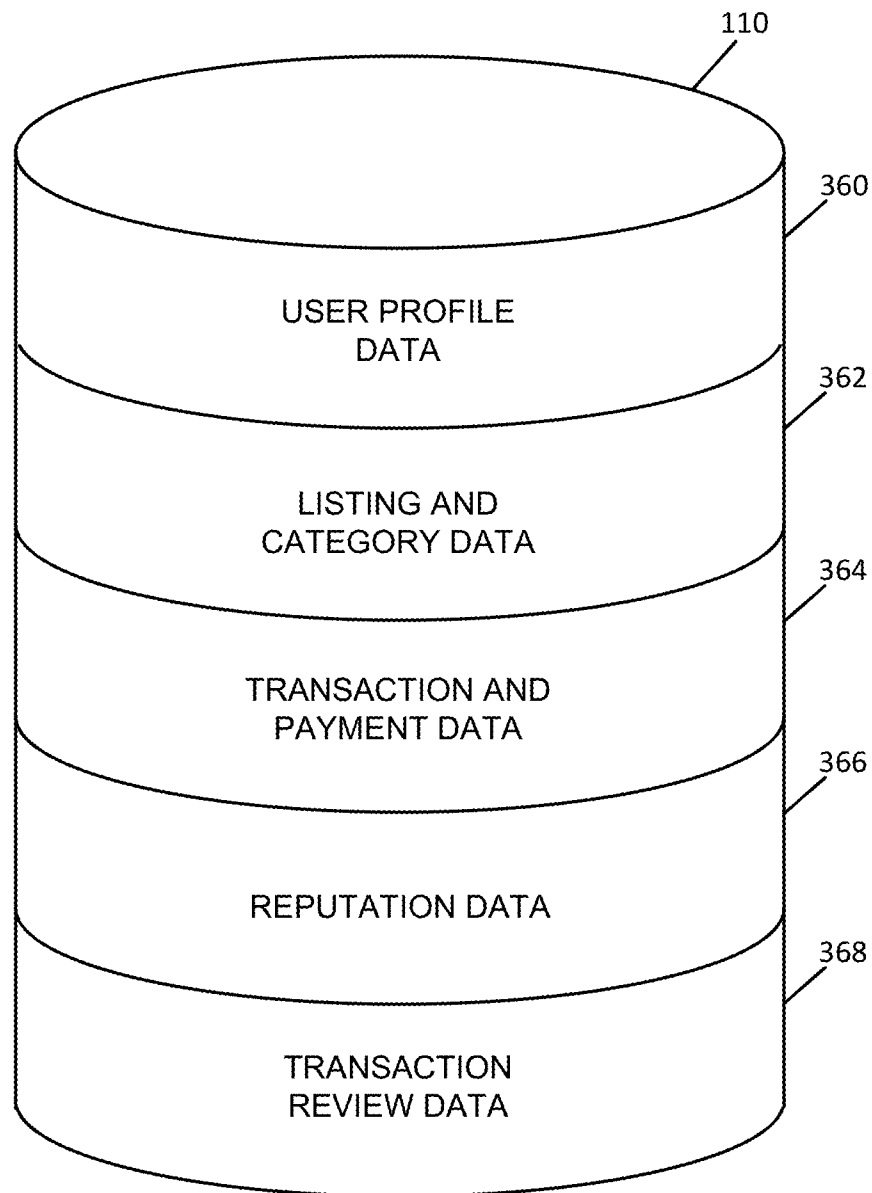 110
360
USER PROFILE
DATA
362
LISTING AND
CATEGORY DATA
364
TRANSACTION AND
PAYMENT DATA
366
REPUTATION DATA
368
TRANSACTION
REVIEW DATA